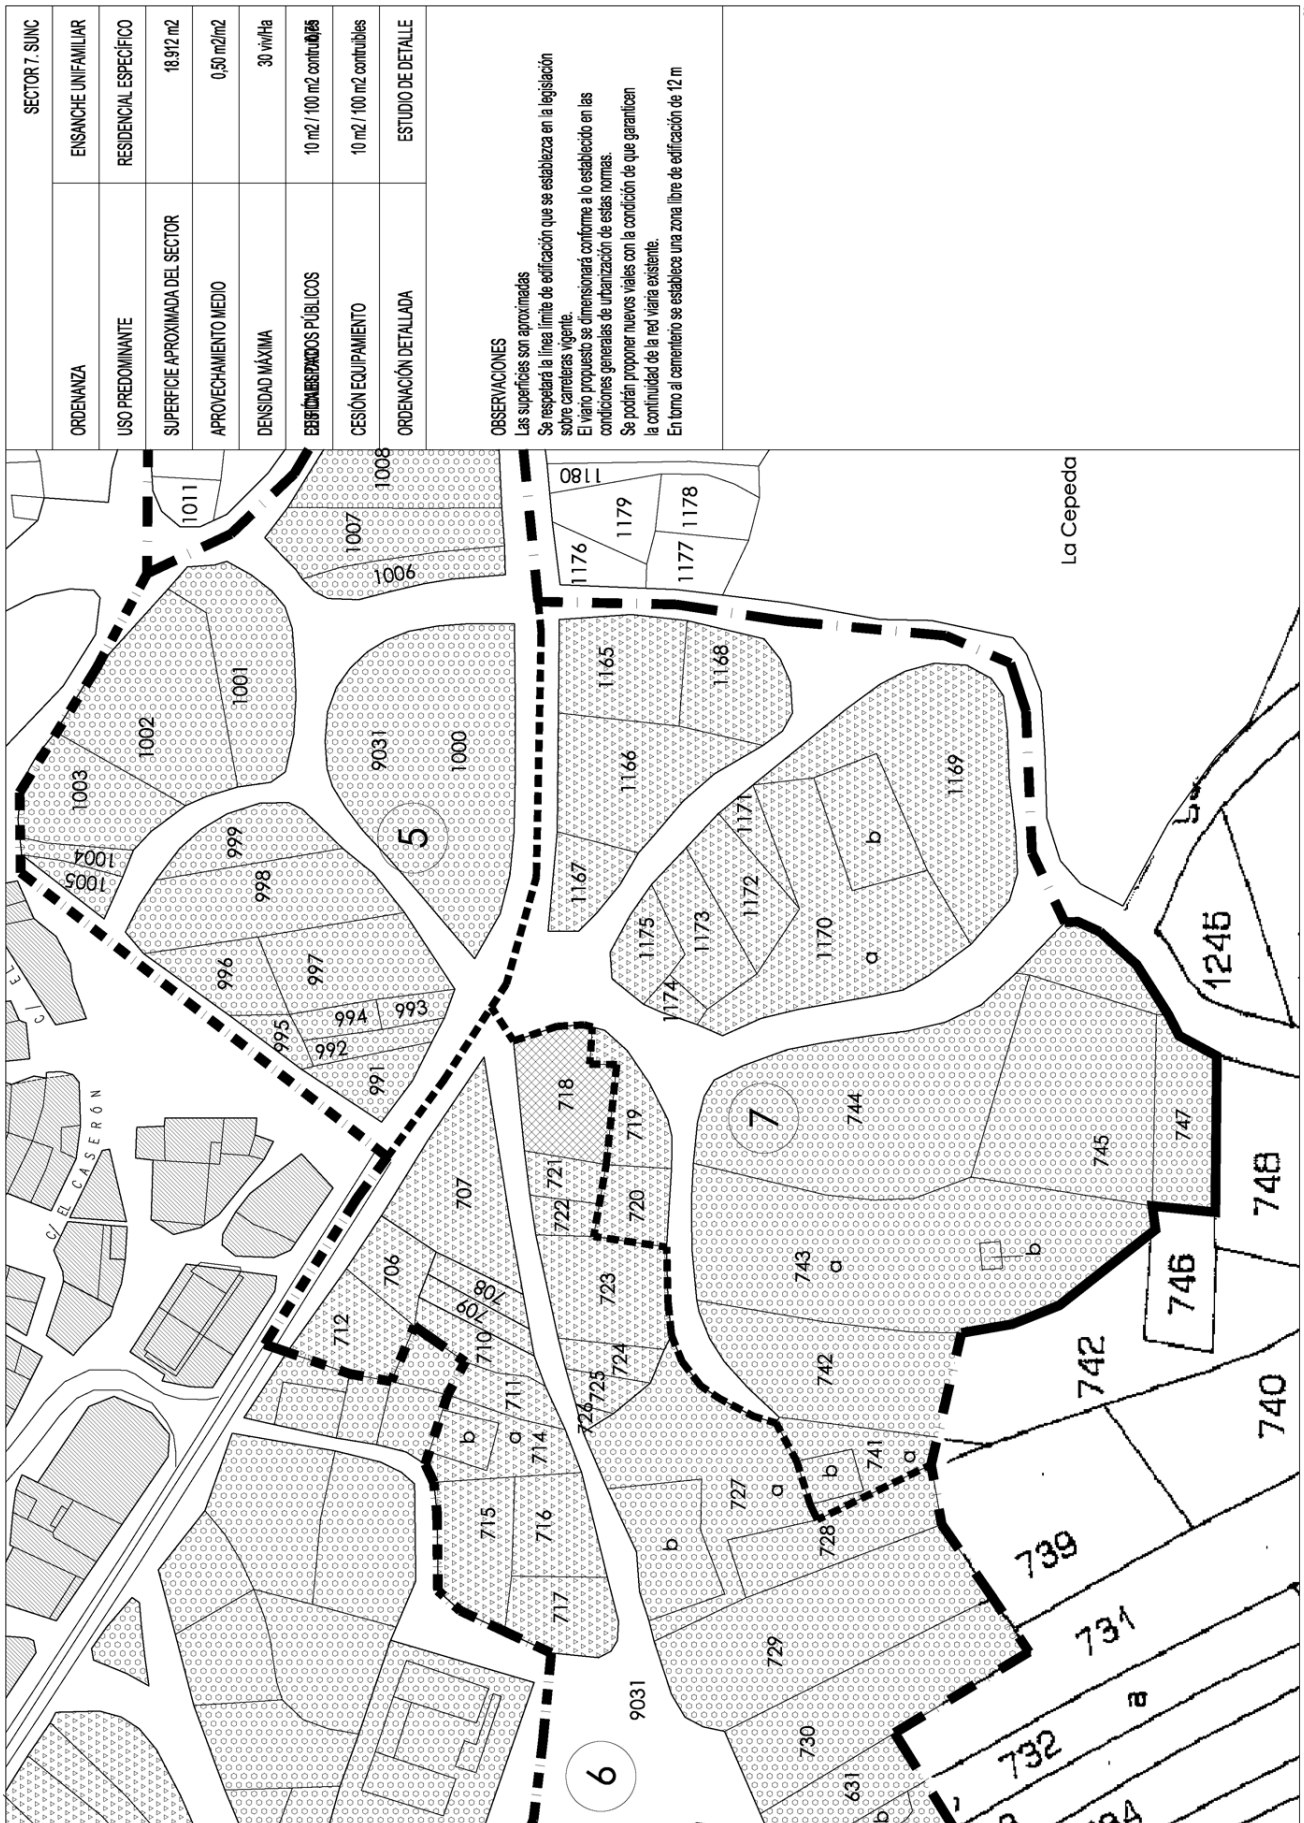 SECTOR 7. SUNC
ORDENANZA ENSANCHE UNIFAMILIAR
USO PREDOMINANTE RESIDENCIAL ESPECÍFICO
SUPERFICIE APROXIMADA DEL SECTOR 18.912 m2
APROVECHAMIENTO MEDIO 0,50 m2/m2
DENSIDAD MÁXIMA 30 viv/Ha
PÚBLICOS 10 m2 / 100 m2
CESIÓN EQUIPAMIENTO 10 m2 / 100 m2 contruibles
ORDENACIÓN DETALLADA ESTUDIO DE DETALLE
OBSERVACIONES
Las superficies son aproximadas
Se respetará la línea límite de edificación que se establezca en la legislación
sobre carreteras vigente.
El viario propuesto se dimensionará conforme a lo establecido en las
condiciones generalas de urbanización de estas normas.
Se podrán proponer nuevos viales con la condición de que garanticen
la continuidad de la red viaria existente.
En torno al cementerio se establece una zona libre de edificación de 12 m
C/ EL
C/ EL CASERÓN
1011
1008
1007
1006
1003
1002
1001
1004
1005
999
998
9031
1000
5
996
997
995
994
993
992
991
1180
1179
1178
1176
1177
La Cepeda
1165
1168
1166
1167
1169
1171
1172
1173
1175
1174
1170
a
b
718
719
721
722
720
707
706
708
709
710
712
711
714
a
b
715
716
717
723
724
725
726
727
a
b
728
729
730
631
b
9031
6
7
744
745
747
743
a
b
742
741
a
b
1245
748
746
742
740
739
731
732
a